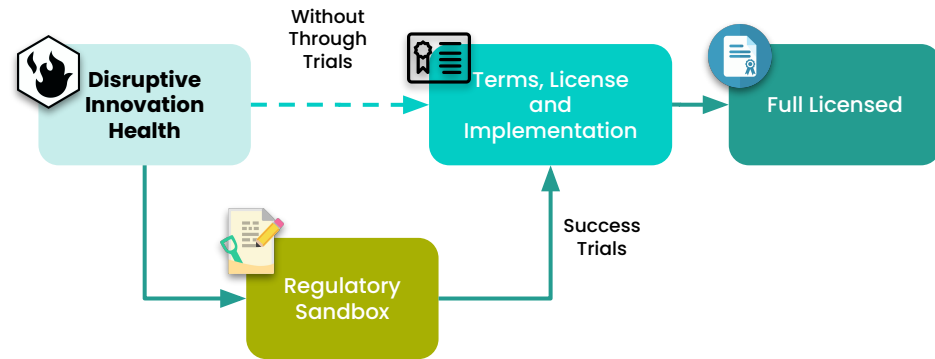 Without
Through
Trials
Disruptive
Innovation
Health
Terms, License
and
Implementation
Full Licensed
Success
Trials
Regulatory
Sandbox